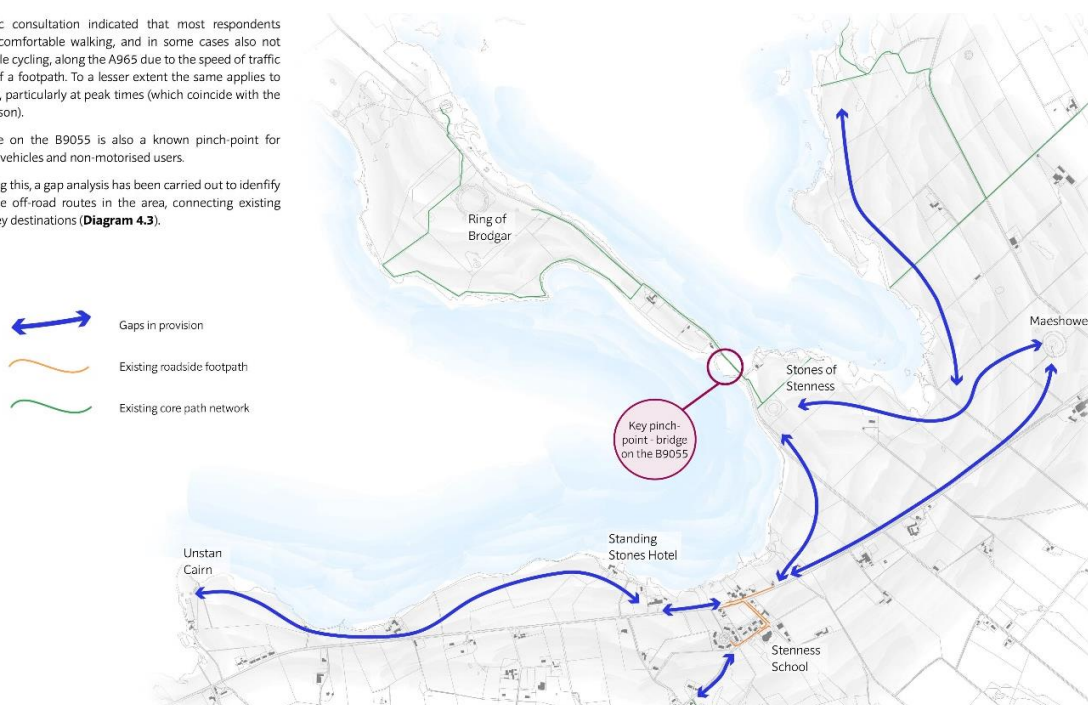 c consultation indicated that most respondents
comfortable walking, and in some cases also not
le cycling, along the A965 due to the speed of traffic
f a footpath. To a lesser extent the same applies to
, particularly at peak times (which coincide with the
son).
e on the B9055 is also a known pinch-point for
vehicles and non-motorised users.
g this, a gap analysis has been carried out to idenfify
e off-road routes in the area, connecting existing
ey destinations (Diagram 4.3).
Gaps in provision
Existing roadside footpath
Existing core path network
Ring of
Brodgar
Maeshowe
Stones of
Stenness
Key pinch-
point - bridge
on the B9055
Standing
Stones Hotel
Unstan
Cairn
Stenness
School